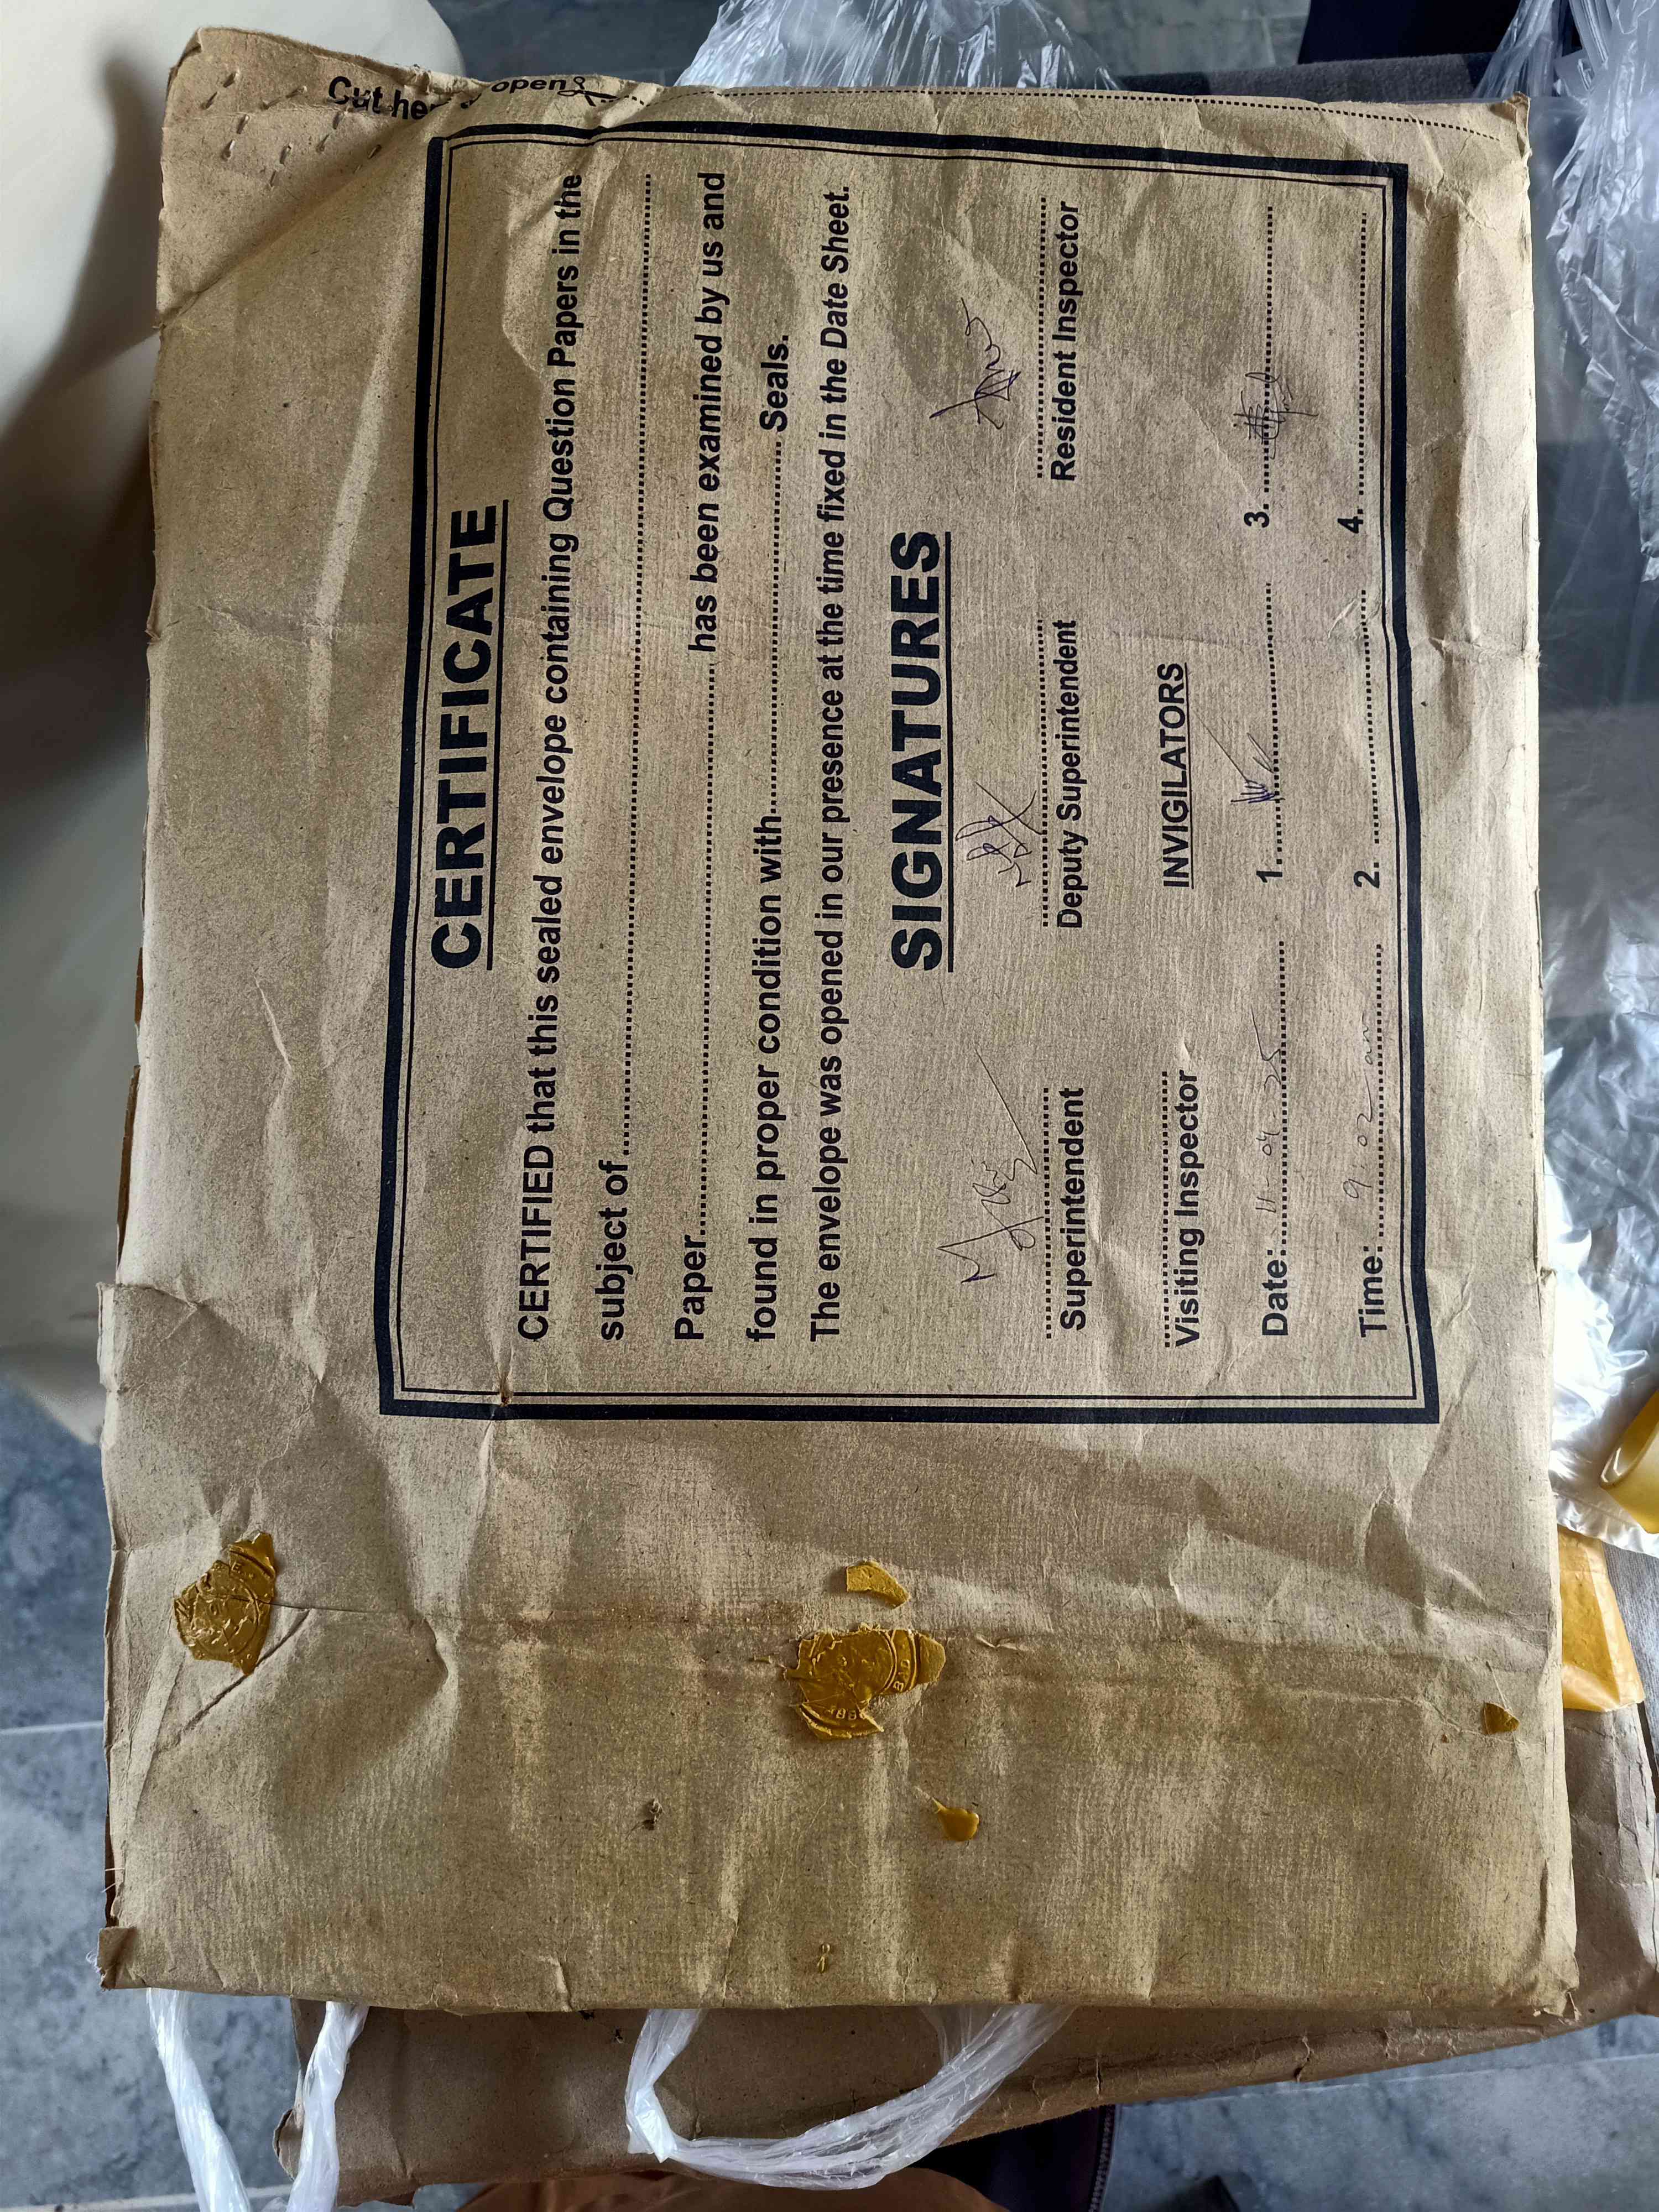 Cut here open
CERTIFICATE
CERTIFIED that this sealed envelope containing Question Papers in the
subject of
Paper has been examined by us and
found in proper condition with Seals.
The envelope was opened in our presence at the time fixed in the Date Sheet.
SIGNATURES
Superintendent Deputy Superintendent Resident Inspector
Visiting Inspector INVIGILATORS
Date: 11-04-25 1. 3.
Time: 9.02 am 2. 4.